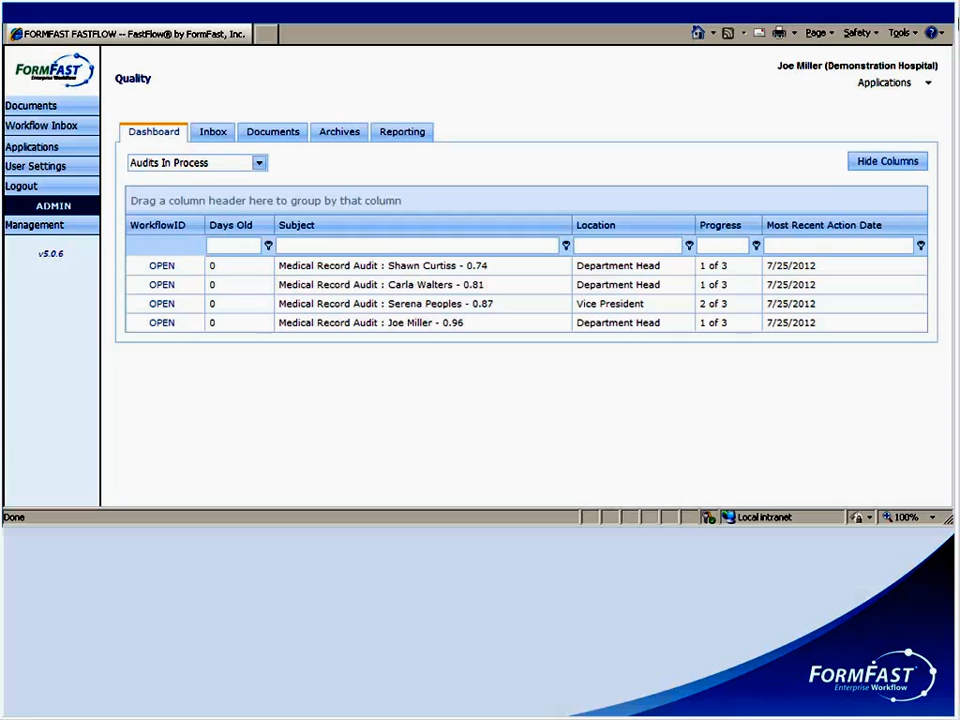 FORMFAST FASTFLOW -- FastFlow® by FormFast, Inc.
Page Safety Tools
FORMFAST
Enterprise Workflow
Joe Miller (Demonstration Hospital)
Quality
Applications
Documents
Workflow Inbox
Applications
User Settings
Logout
ADMIN
Management
v5.0.6
Dashboard Inbox Documents Archives Reporting
Audits In Process Hide Columns
Drag a column header here to group by that column
WorkflowID Days Old Subject Location Progress Most Recent Action Date
OPEN 0 Medical Record Audit : Shawn Curtiss - 0.74 Department Head 1 of 3 7/25/2012
OPEN 0 Medical Record Audit : Carla Walters - 0.81 Department Head 1 of 3 7/25/2012
OPEN 0 Medical Record Audit : Serena Peoples - 0.87 Vice President 2 of 3 7/25/2012
OPEN 0 Medical Record Audit : Joe Miller - 0.96 Department Head 1 of 3 7/25/2012
Done Local intranet 100%
FORMFAST
Enterprise Workflow